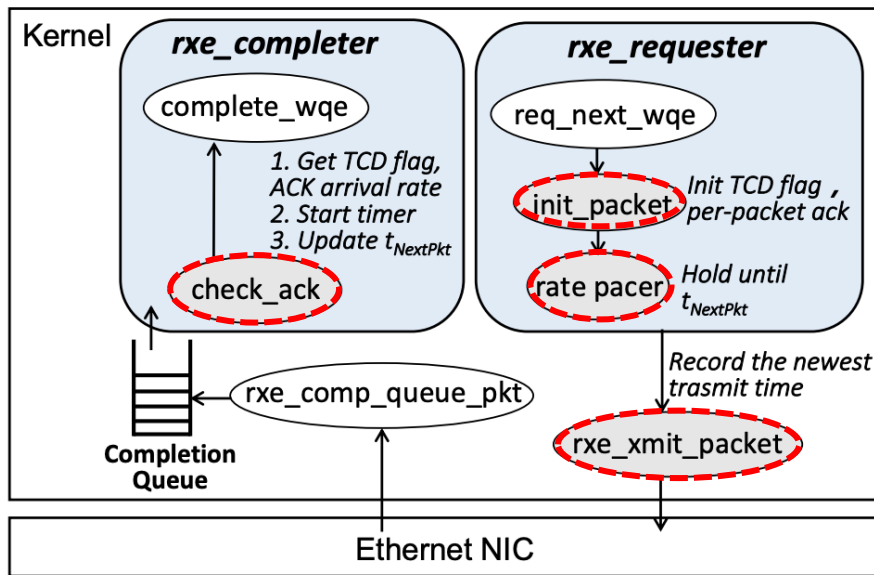 Kernel
rxe_completer
complete_wqe
1. Get TCD flag,
ACK arrival rate
2. Start timer
3. Update tNextPkt
check_ack
rxe_requester
req_next_wqe
init_packet
Init TCD flag ,
per-packet ack
rate pacer
Hold until
tNextPkt
Record the newest
trasmit time
rxe_comp_queue_pkt
rxe_xmit_packet
Completion
Queue
Ethernet NIC